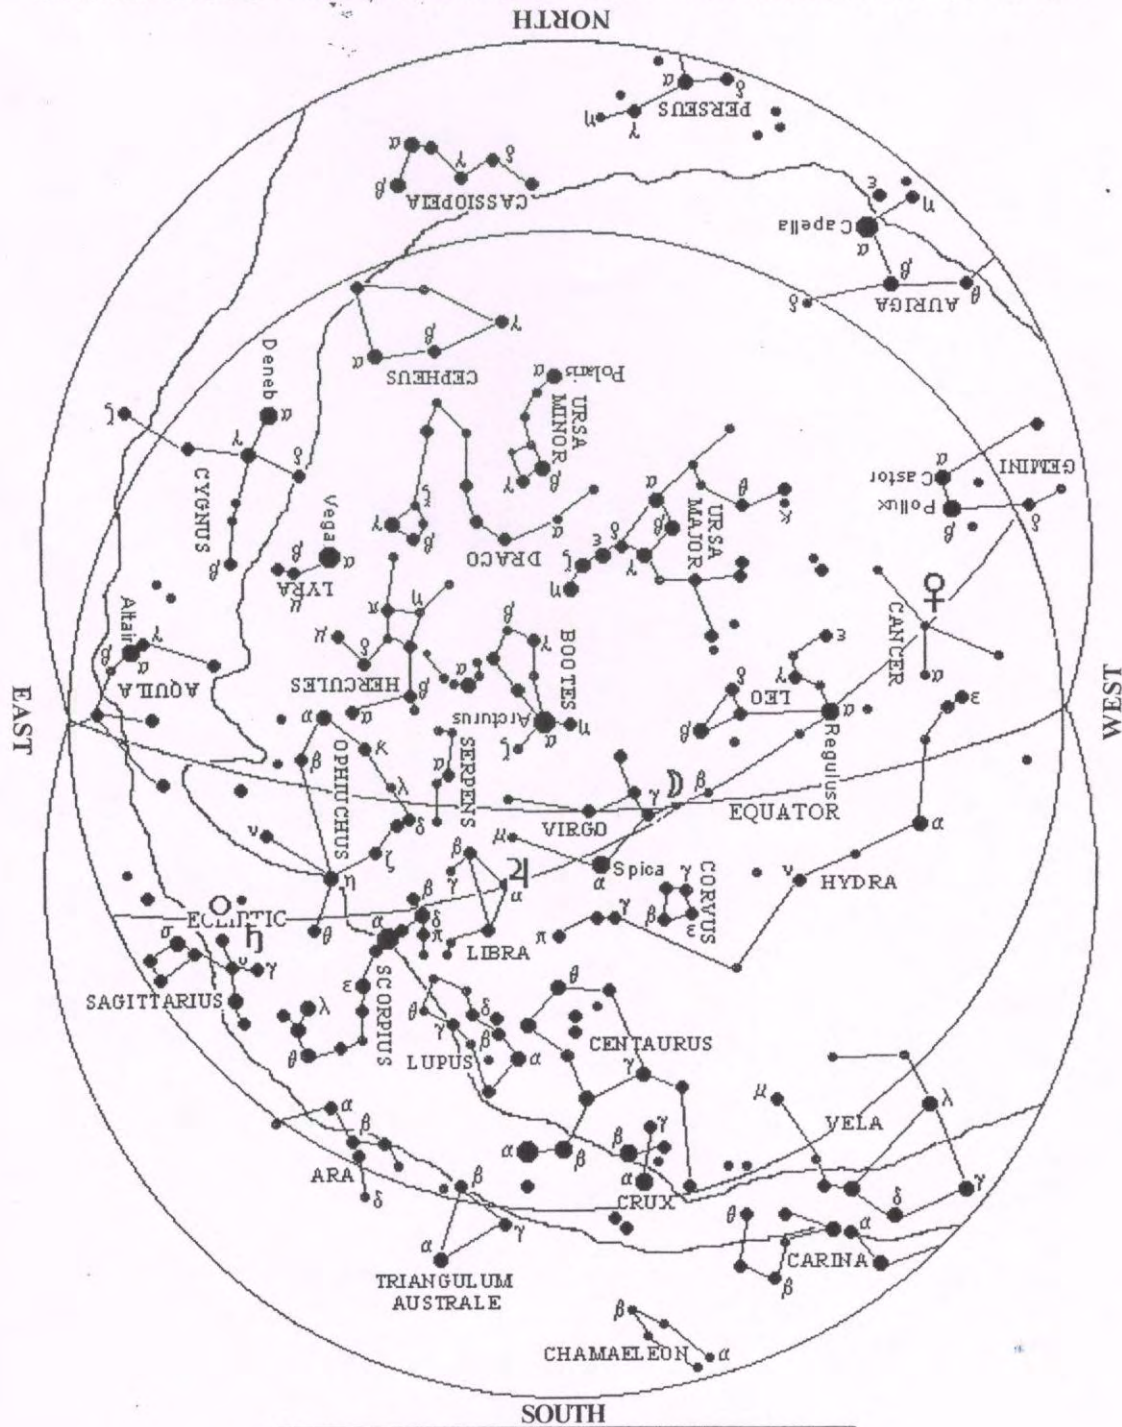 NORTH
α
δ
PERSEUS
η
γ
α
γ
δ
β
CASSIOPEIA
ε
η
Capella
α
β
θ
AURIGA
δ
γ
β
α
CEPHEUS
Deneb
α
α
Polaris
URSA
MINOR
β
γ
ζ
γ
δ
CYGNUS
β
α
Castor
GEMINI
Pollux
β
δ
ξ
γ
β
DRACO
α
α
θ
κ
β
URSA
MAJOR
δ
γ
ε
ζ
η
Vega
α
β
LYRA
μ
π
η
μ
δ
HERCULES
β
α
β
γ
BOOTES
Arcturus
α
η
ζ
α
♀
CANCER
α
ε
ε
γ
LEO
δ
β
α
Regulus
Altair
γ
α
β
AQUILA
EAST
WEST
α
κ
β
OPHIUCHUS
λ
δ
ζ
ν
η
θ
SERPENS
α
☽
β
γ
VIRGO
EQUATOR
μ
Spica
α
α
ν
HYDRA
β
γ
α
♃
LIBRA
γ
CORVUS
β
ε
γ
π
ECLIPTIC
♄
σ
υ
γ
SAGITTARIUS
β
δ
π
α
SCORPIUS
ε
λ
θ
θ
γ
δ
β
α
LUPUS
θ
CENTAURUS
γ
α
β
μ
VELA
λ
δ
γ
α
β
ARA
δ
β
γ
α
CRUX
β
γ
α
TRIANGULUM
AUSTRALE
θ
α
CARINA
β
β
CHAMAELEON
α
SOUTH